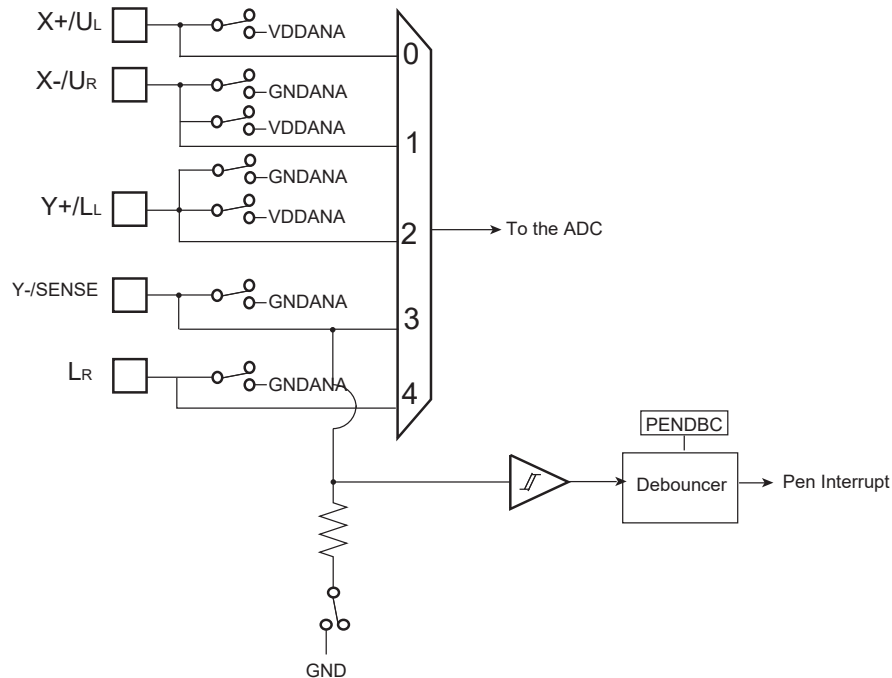 X+/UL
VDDANA
0
X-/UR
GNDANA
VDDANA
1
GNDANA
Y+/LL
VDDANA
2
To the ADC
Y-/SENSE
GNDANA
3
LR
GNDANA
4
PENDBC
Debouncer
Pen Interrupt
GND